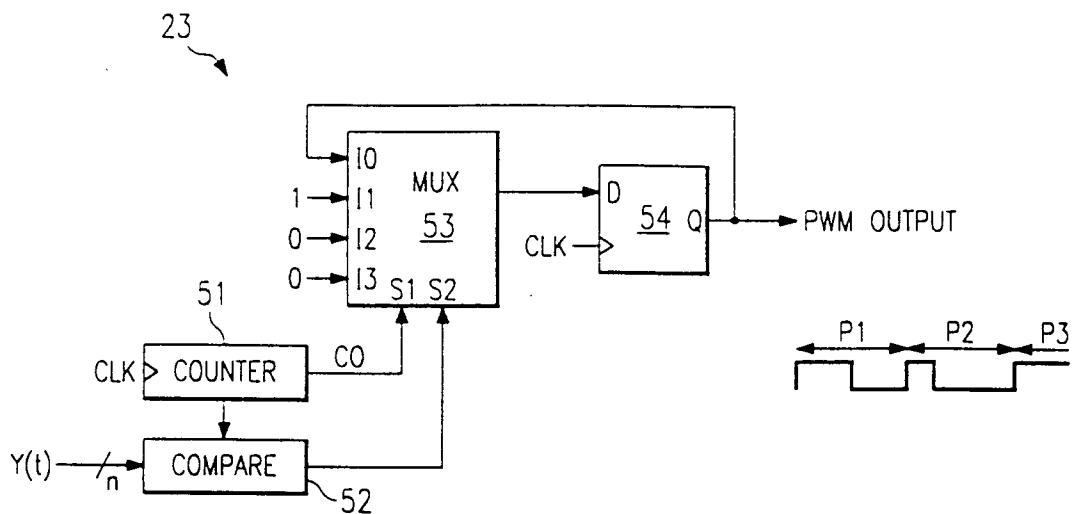 23
I0
1 I1
0 I2
0 I3
MUX
53
S1 S2
D
54
Q
CLK
PWM OUTPUT
51
CLK COUNTER
CO
Y(t)
n
COMPARE
52
P1 P2 P3